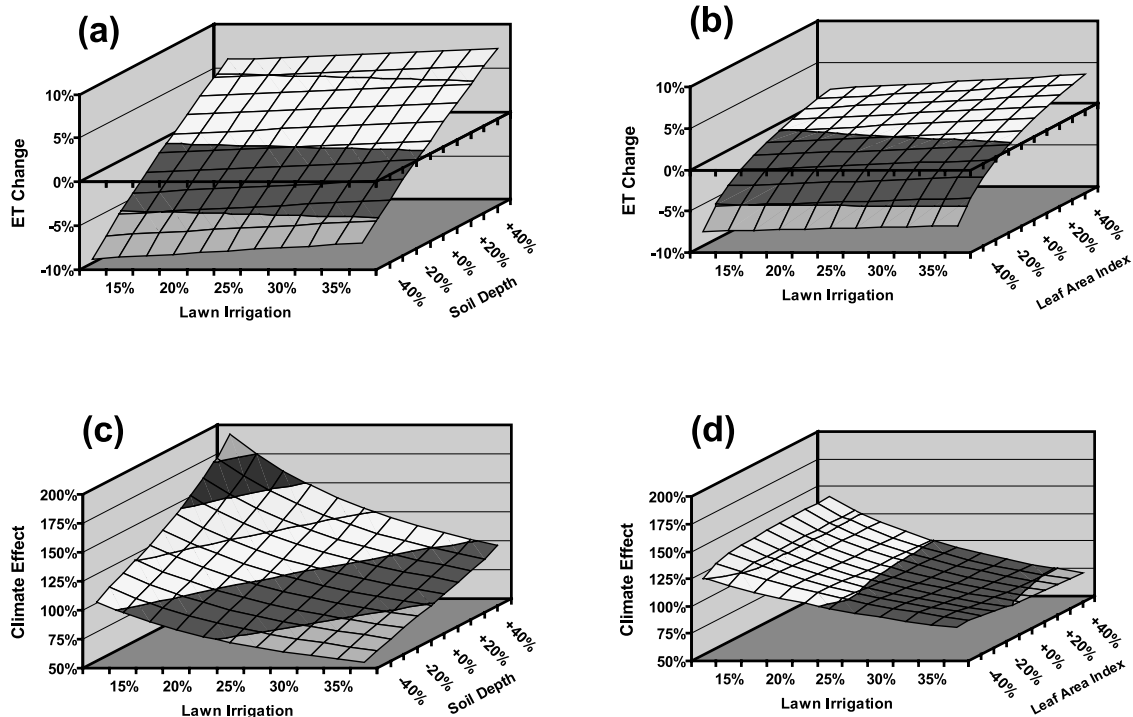 (a)
10%
5%
0%
-5%
-10%
ET Change
15% 20% 25% 30% 35%
Lawn Irrigation
-40%
-20%
+0%
+20%
+40%
Soil Depth
(b)
10%
5%
0%
-5%
-10%
ET Change
15% 20% 25% 30% 35%
Lawn Irrigation
-40%
-20%
+0%
+20%
+40%
Leaf Area Index
(c)
200%
175%
150%
125%
100%
75%
50%
Climate Effect
15% 20% 25% 30% 35%
Lawn Irrigation
-40%
-20%
+0%
+20%
+40%
Soil Depth
(d)
200%
175%
150%
125%
100%
75%
50%
Climate Effect
15% 20% 25% 30% 35%
Lawn Irrigation
-40%
-20%
+0%
+20%
+40%
Leaf Area Index